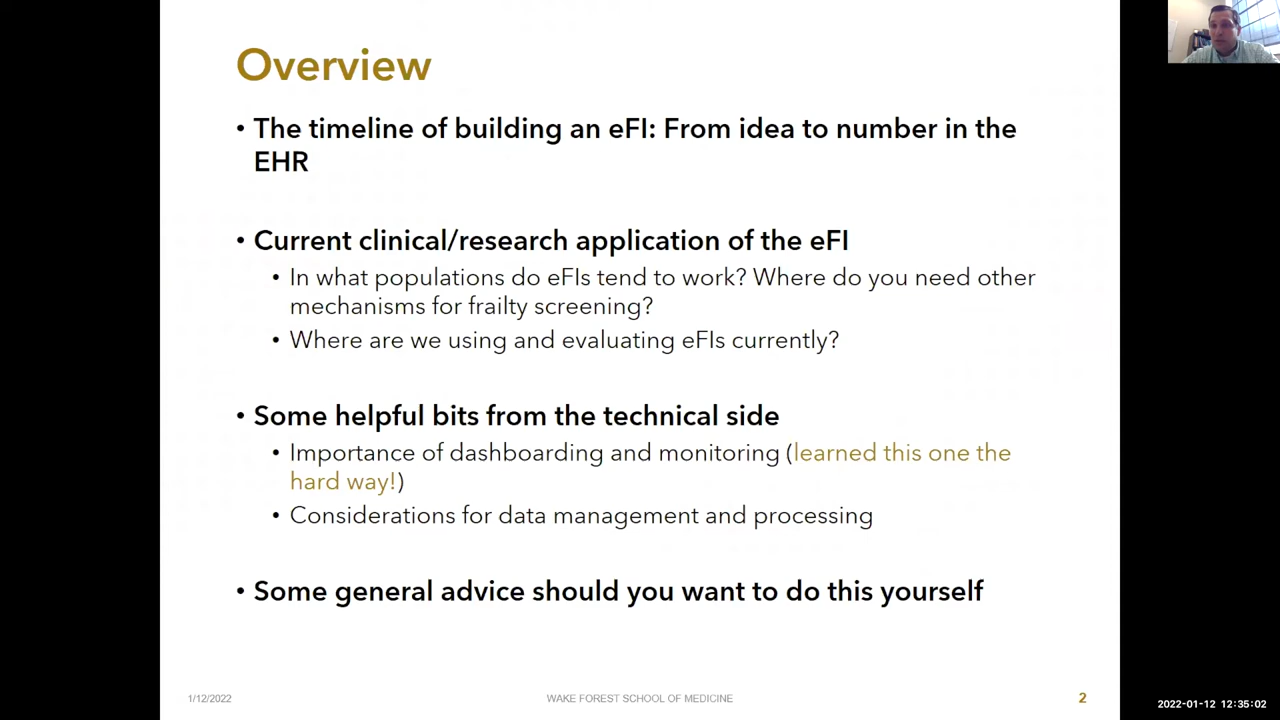 Overview
• The timeline of building an eFI: From idea to number in the
EHR
• Current clinical/research application of the eFI
• In what populations do eFIs tend to work? Where do you need other
mechanisms for frailty screening?
• Where are we using and evaluating eFIs currently?
• Some helpful bits from the technical side
• Importance of dashboarding and monitoring (learned this one the
hard way!)
• Considerations for data management and processing
• Some general advice should you want to do this yourself
1/12/2022
WAKE FOREST SCHOOL OF MEDICINE
2
2022-01-12 12:35:02